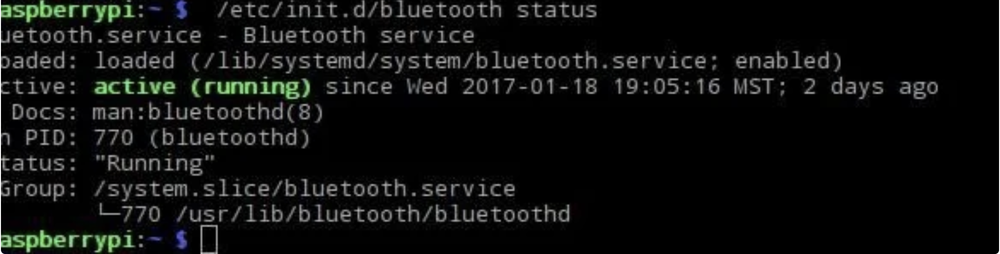 aspberrypi:~ $  /etc/init.d/bluetooth status
uetooth.service - Bluetooth service
oaded: loaded (/lib/systemd/system/bluetooth.service; enabled)
ctive: active (running) since Wed 2017-01-18 19:05:16 MST; 2 days ago
Docs: man:bluetoothd(8)
n PID: 770 (bluetoothd)
tatus: "Running"
Group: /system.slice/bluetooth.service
└─770 /usr/lib/bluetooth/bluetoothd
aspberrypi:~ $